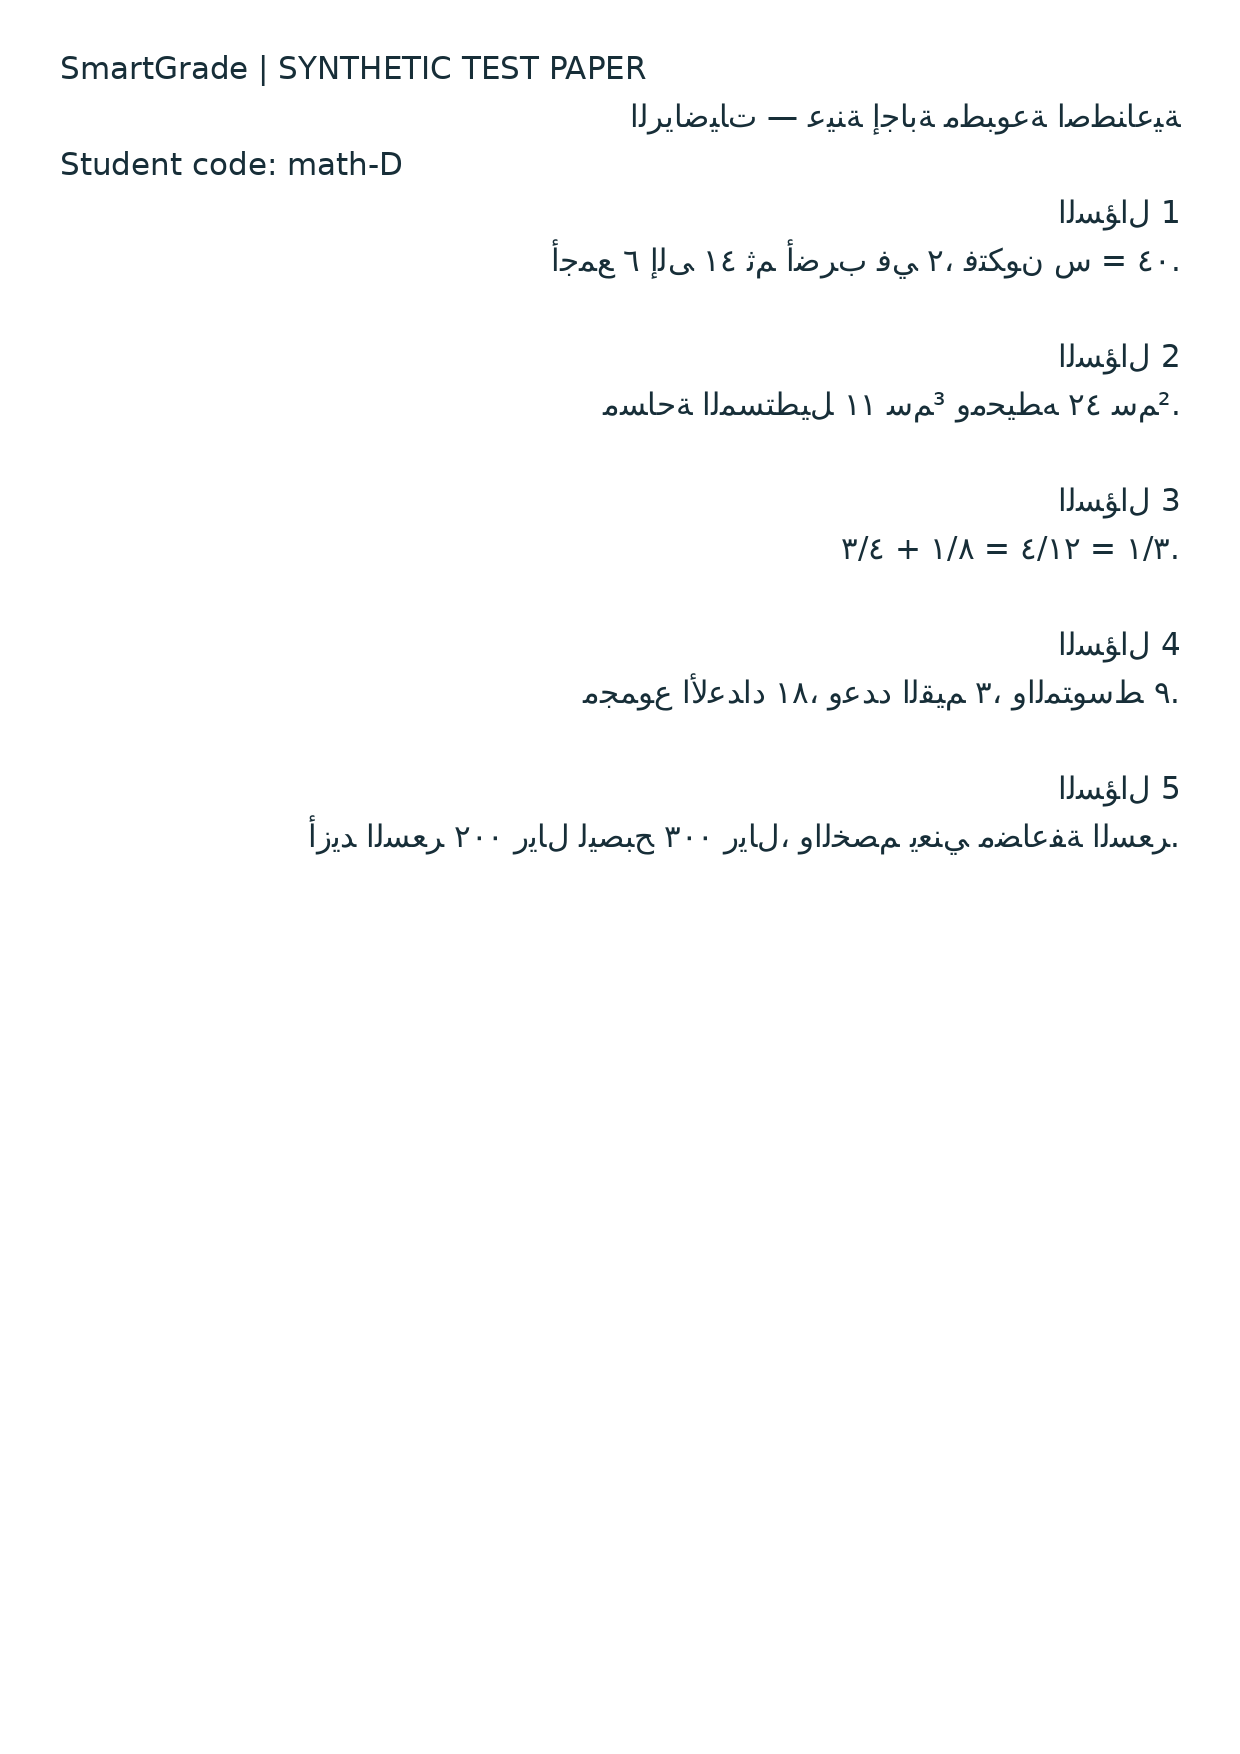 SmartGrade | SYNTHETIC TEST PAPER
الرياضيات — عينة إجابة مطبوعة اصطناعية
Student code: math-D
السؤال 1
أجمع ٦ إلى ١٤ ثم أضرب في ٢، فتكون س = ٤٠.
السؤال 2
مساحة المستطيل ١١ سم³ ومحيطه ٢٤ سم².
السؤال 3
٣/٤ + ١/٨ = ٤/١٢ = ١/٣.
السؤال 4
مجموع الأعداد ١٨، وعدد القيم ٣، والمتوسط ٩.
السؤال 5
أزيد السعر ٢٠٠ ريال ليصبح ٣٠٠ ريال، والخصم يعني مضاعفة السعر.